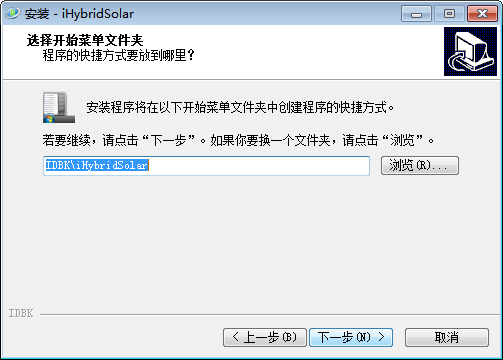 安装 - iHybridSolar
选择开始菜单文件夹
程序的快捷方式要放到哪里？
安装程序将在以下开始菜单文件夹中创建程序的快捷方式。
若要继续，请点击“下一步”。如果你要换一个文件夹，请点击“浏览”。
IDBK\iHybridSolar
浏览(R)...
IDBK
< 上一步(B)
下一步(N) >
取消